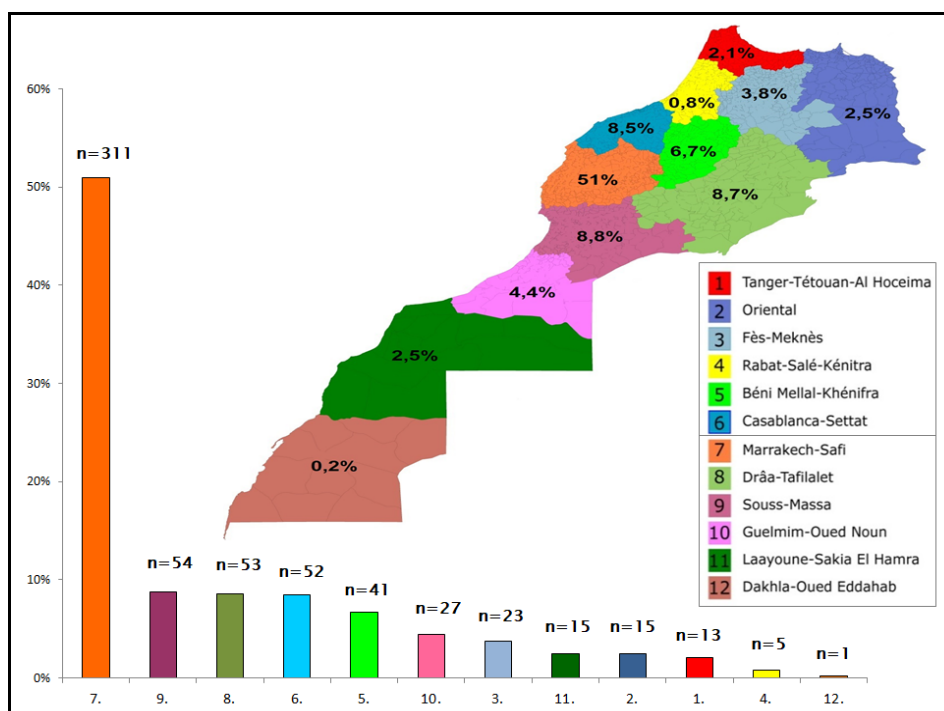 2,1%
60%
0,8%
3,8%
2,5%
8,5%
6,7%
n=311
50%
51%
8,7%
8,8%
40%
4,4%
1 Tanger-Tétouan-Al Hoceima
2 Oriental
3 Fès-Meknès
4 Rabat-Salé-Kénitra
5 Béni Mellal-Khénifra
6 Casablanca-Settat
7 Marrakech-Safi
8 Drâa-Tafilalet
9 Souss-Massa
10 Guelmim-Oued Noun
11 Laayoune-Sakia El Hamra
12 Dakhla-Oued Eddahab
2,5%
30%
0,2%
20%
10%
n=54
n=53
n=52
n=41
n=27
n=23
n=15
n=15
n=13
n=5
n=1
0%
7. 9. 8. 6. 5. 10. 3. 11. 2. 1. 4. 12.